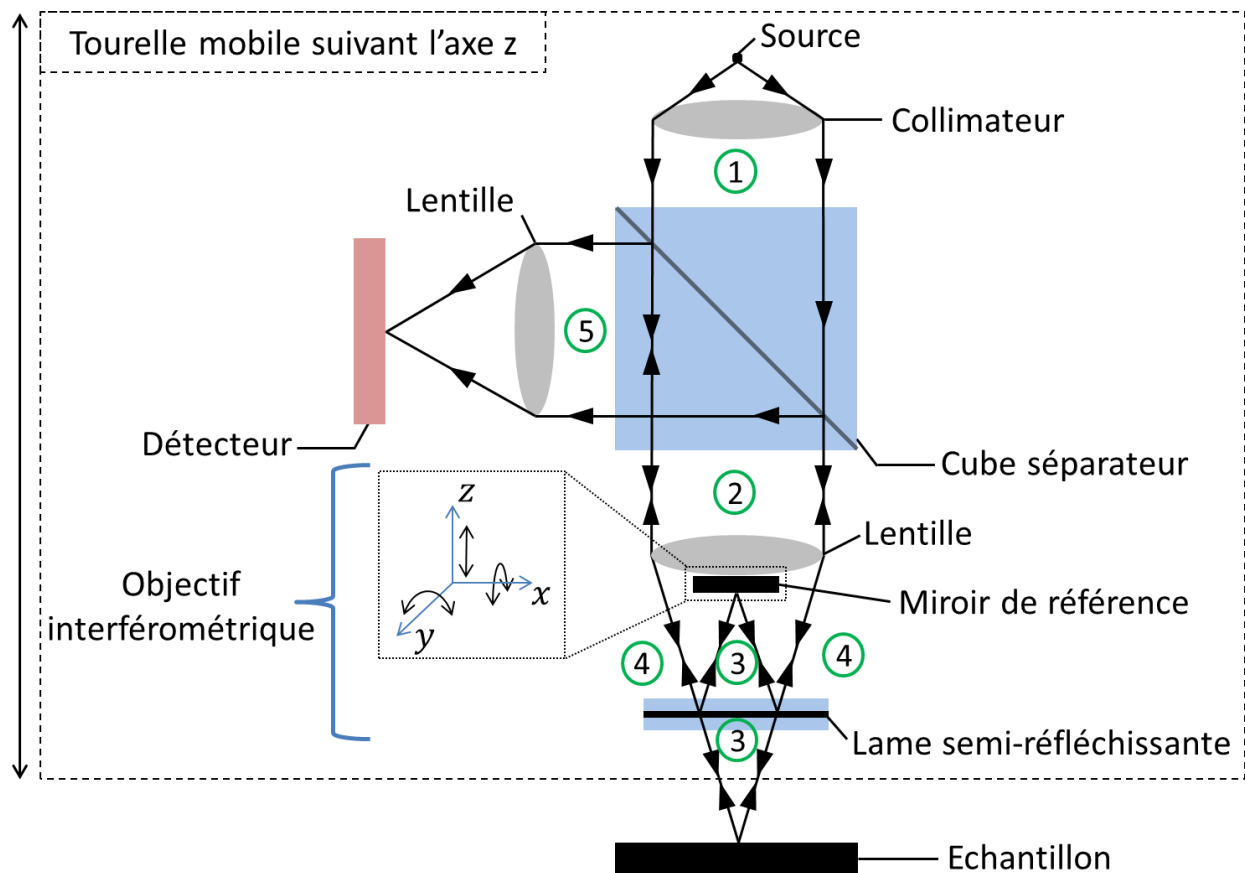 Tourelle mobile suivant l'axe z
Source
Collimateur
1
Lentille
5
Détecteur
Cube séparateur
2
z
x
y
Lentille
Objectif
interférométrique
Miroir de référence
4
3
4
3
Lame semi-réfléchissante
Echantillon